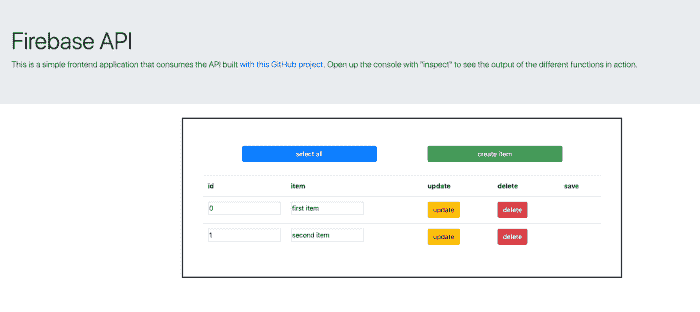 Firebase API
This is a simple frontend application that consumes the API built with this GitHub project. Open up the console with "inspect" to see the output of the different functions in action.
select all create item
id item update delete save
0 first item update delete
1 second item update delete